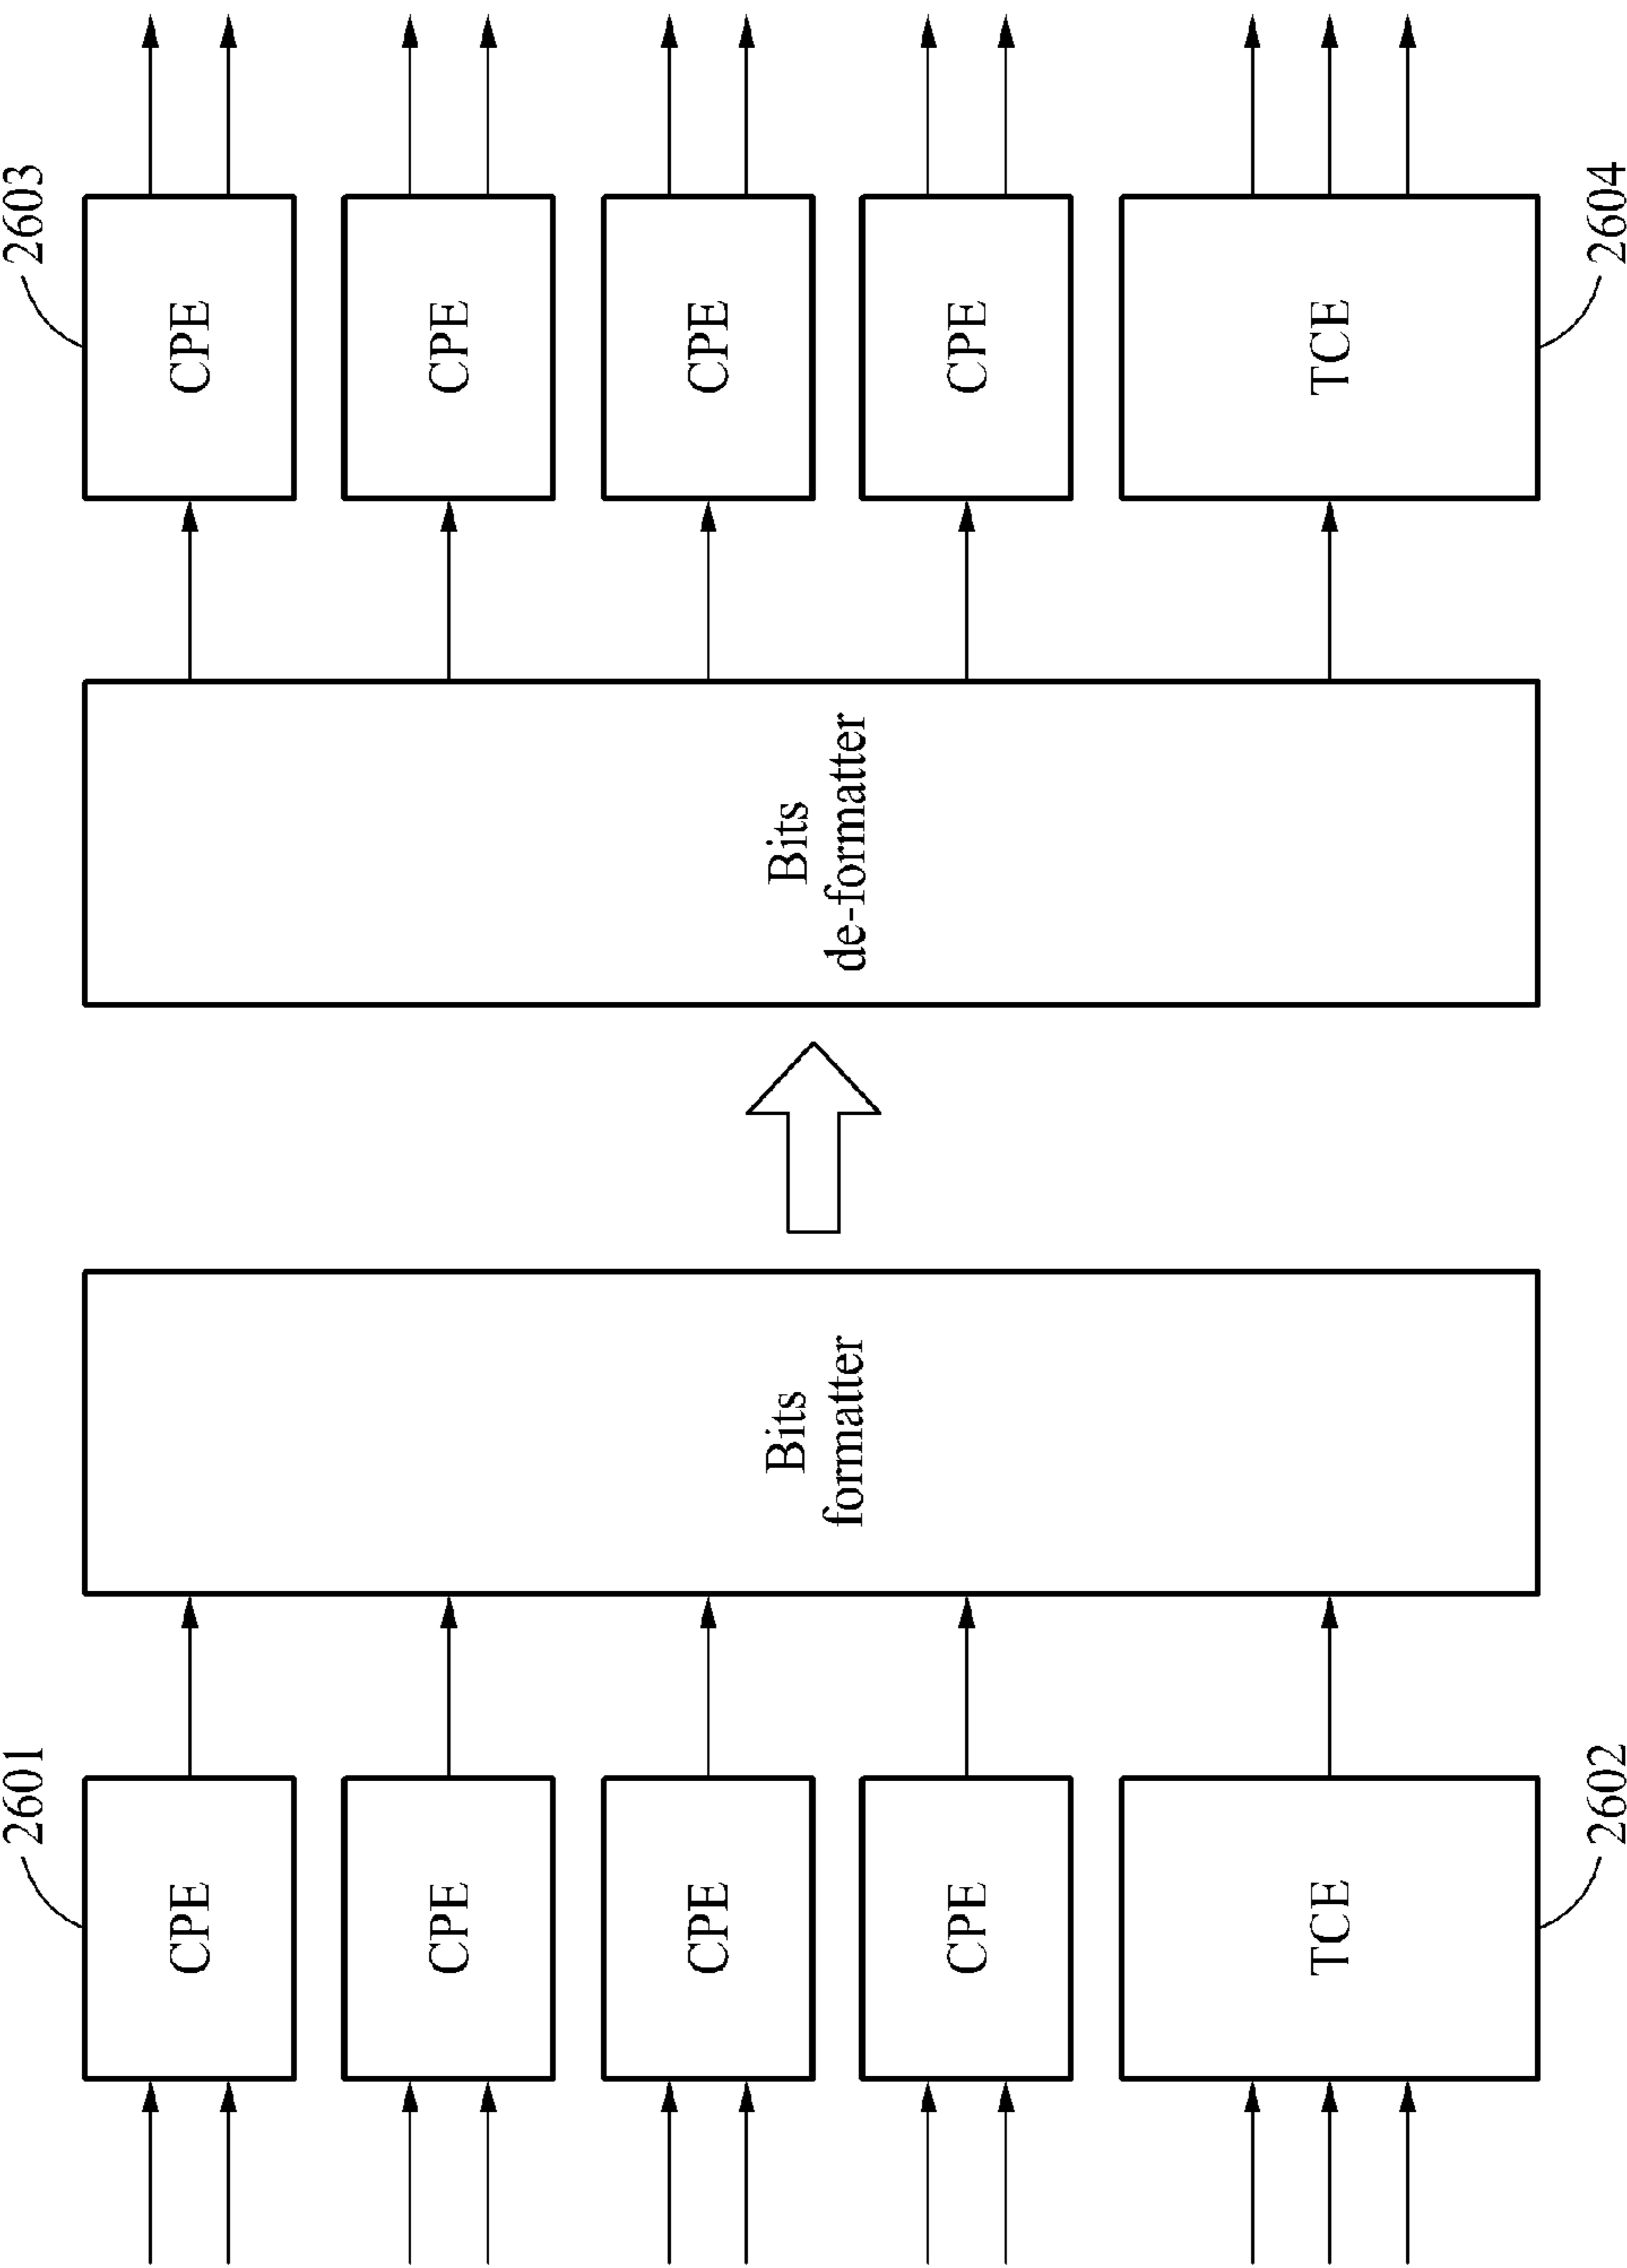 2601
2603
CPE
CPE
CPE
CPE
CPE
Bits
formatter
Bits
de-formatter
CPE
CPE
CPE
TCE
TCE
2602
2604